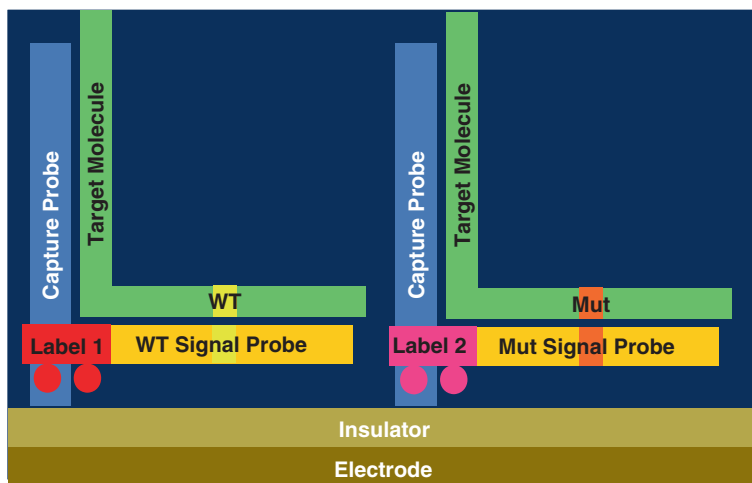 Capture Probe
Target Molecule
WT
Label 1
WT Signal Probe
Capture Probe
Target Molecule
Mut
Label 2
Mut Signal Probe
Insulator
Electrode